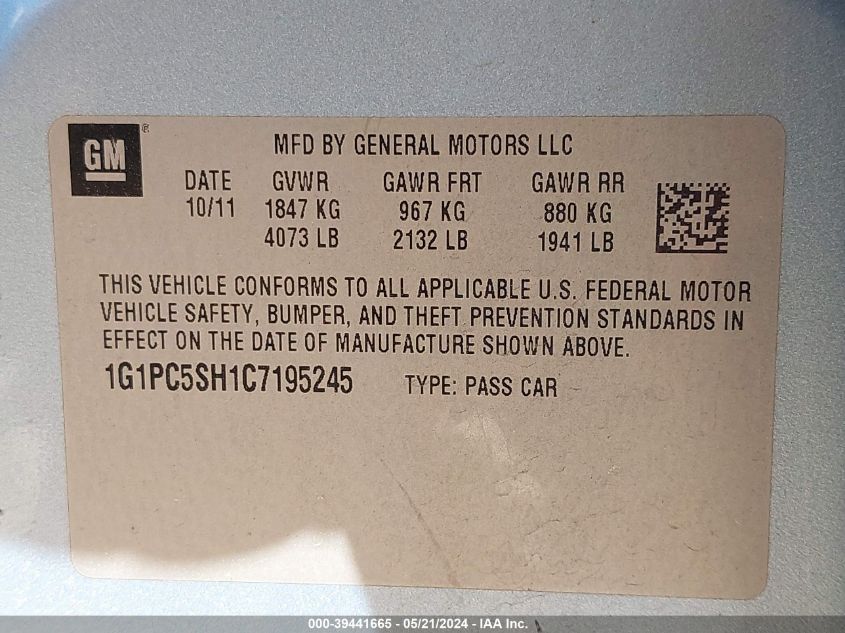 GM®
MFD BY GENERAL MOTORS LLC
DATE GVWR GAWR FRT GAWR RR
10/11 1847 KG 967 KG 880 KG
4073 LB 2132 LB 1941 LB
THIS VEHICLE CONFORMS TO ALL APPLICABLE U.S. FEDERAL MOTOR
VEHICLE SAFETY, BUMPER, AND THEFT PREVENTION STANDARDS IN
EFFECT ON THE DATE OF MANUFACTURE SHOWN ABOVE.
1G1PC5SH1C7195245 TYPE: PASS CAR
000-39441665 - 05/21/2024 - IAA Inc.